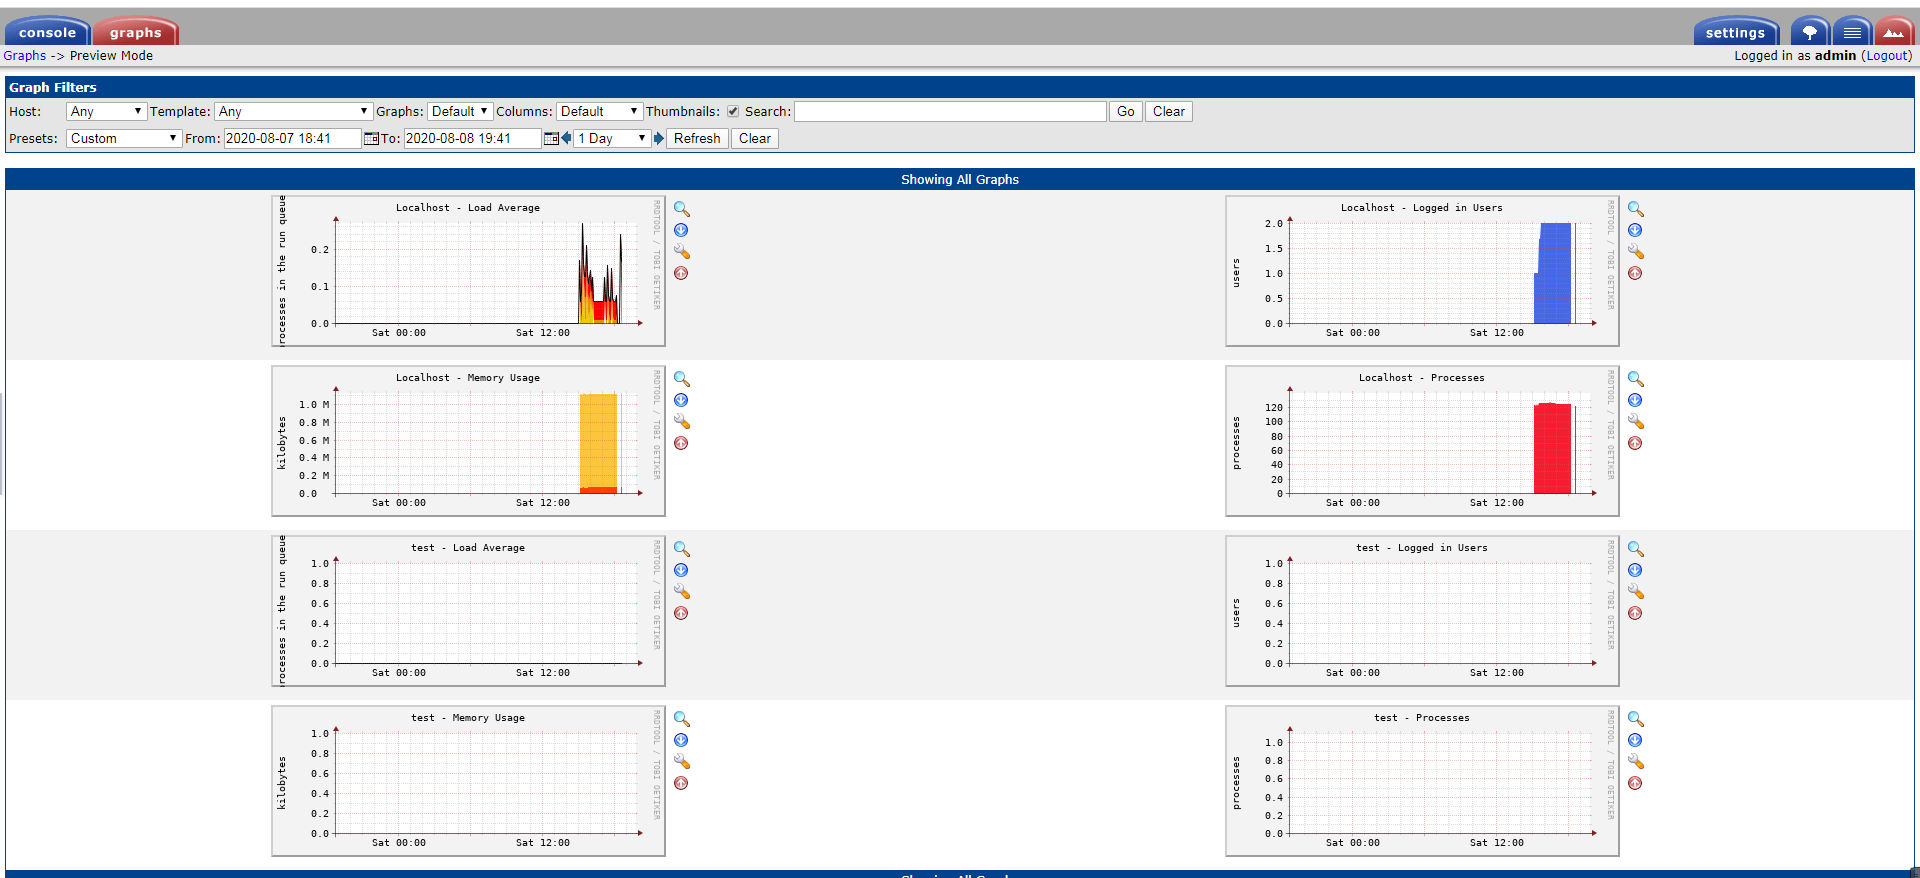 console graphs settings
Graphs -> Preview Mode Logged in as admin (Logout)
Graph Filters
Host: Any Template: Any Graphs: Default Columns: Default Thumbnails: Search: Go Clear
Presets: Custom From: 2020-08-07 18:41 To: 2020-08-08 19:41 1 Day Refresh Clear
Showing All Graphs
Localhost - Load Average
rocesses in the run queue
0.2
0.1
0.0
Sat 00:00 Sat 12:00
RRDTOOL / TOBI OETIKER
Localhost - Logged in Users
users
2.0
1.5
1.0
0.5
0.0
Sat 00:00 Sat 12:00
RRDTOOL / TOBI OETIKER
Localhost - Memory Usage
kilobytes
1.0 M
0.8 M
0.6 M
0.4 M
0.2 M
0.0
Sat 00:00 Sat 12:00
RRDTOOL / TOBI OETIKER
Localhost - Processes
processes
120
100
80
60
40
20
0
Sat 00:00 Sat 12:00
RRDTOOL / TOBI OETIKER
test - Load Average
rocesses in the run queue
1.0
0.8
0.6
0.4
0.2
0.0
Sat 00:00 Sat 12:00
RRDTOOL / TOBI OETIKER
test - Logged in Users
users
1.0
0.8
0.6
0.4
0.2
0.0
Sat 00:00 Sat 12:00
RRDTOOL / TOBI OETIKER
test - Memory Usage
kilobytes
1.0
0.8
0.6
0.4
0.2
0.0
Sat 00:00 Sat 12:00
RRDTOOL / TOBI OETIKER
test - Processes
processes
1.0
0.8
0.6
0.4
0.2
0.0
Sat 00:00 Sat 12:00
RRDTOOL / TOBI OETIKER
Showing All Graphs